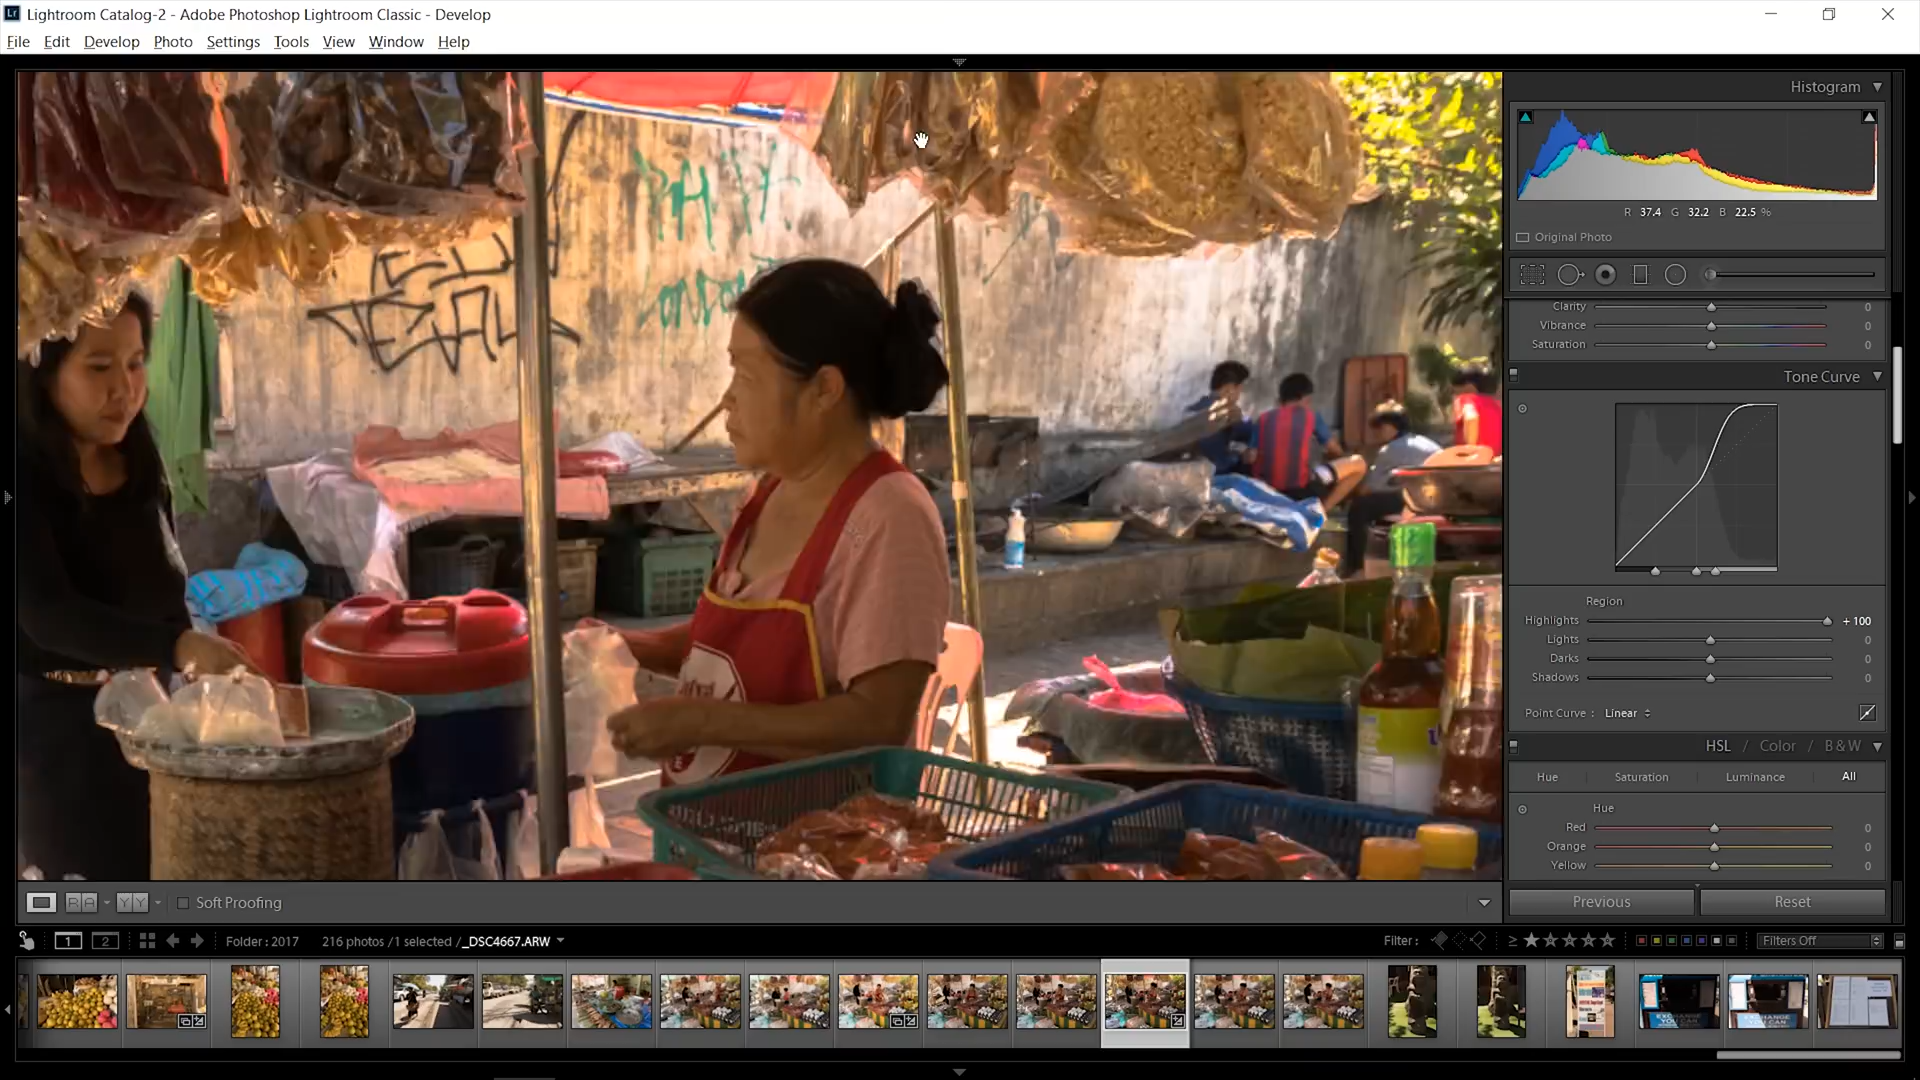 Lightroom Catalog-2 - Adobe Photoshop Lightroom Classic - Develop
File Edit Develop Photo Settings Tools View Window Help
Histogram
R 37.4 G 32.2 B 22.5 %
Original Photo
Clarity 0
Vibrance 0
Saturation 0
Tone Curve
Region
Highlights + 100
Lights 0
Darks 0
Shadows 0
Point Curve : Linear
HSL / Color / B & W
Hue Saturation Luminance All
Hue
Red 0
Orange 0
Yellow 0
Previous Reset
R A Y Y Soft Proofing
1 2 Folder : 2017 216 photos / 1 selected / _DSC4667.ARW Filter : ≥ Filters Off